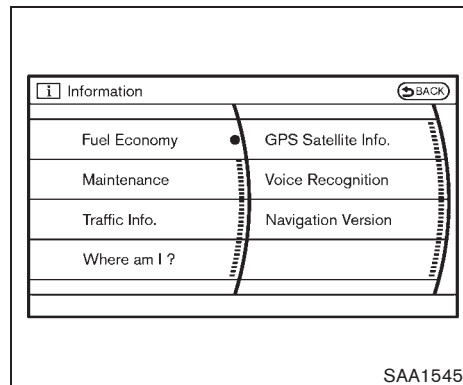 i Information
BACK
Fuel Economy
GPS Satellite Info.
Maintenance
Voice Recognition
Traffic Info.
Navigation Version
Where am I ?
SAA1545